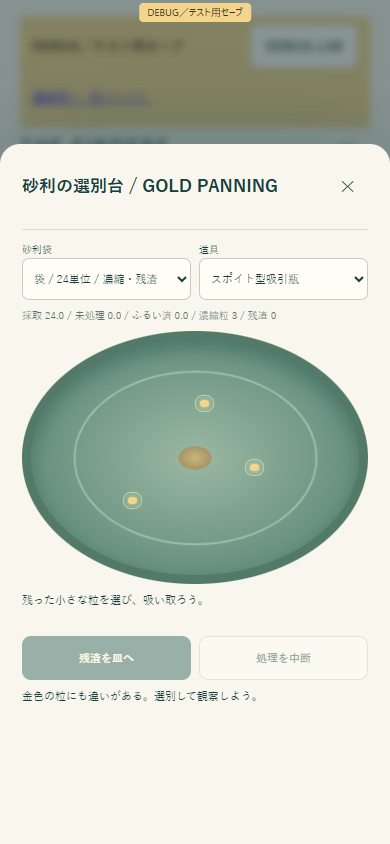 DEBUG／テスト用セーブ
砂利の選別台 / GOLD PANNING
砂利袋
道具
袋 / 24単位 / 濃縮・残渣
スポイト型吸引瓶
採取 24.0 / 未処理 0.0 / ふるい済 0.0 / 濃縮粒 3 / 残渣 0
残った小さな粒を選び、吸い取ろう。
残渣を皿へ
処理を中断
金色の粒にも違いがある。選別して観察しよう。